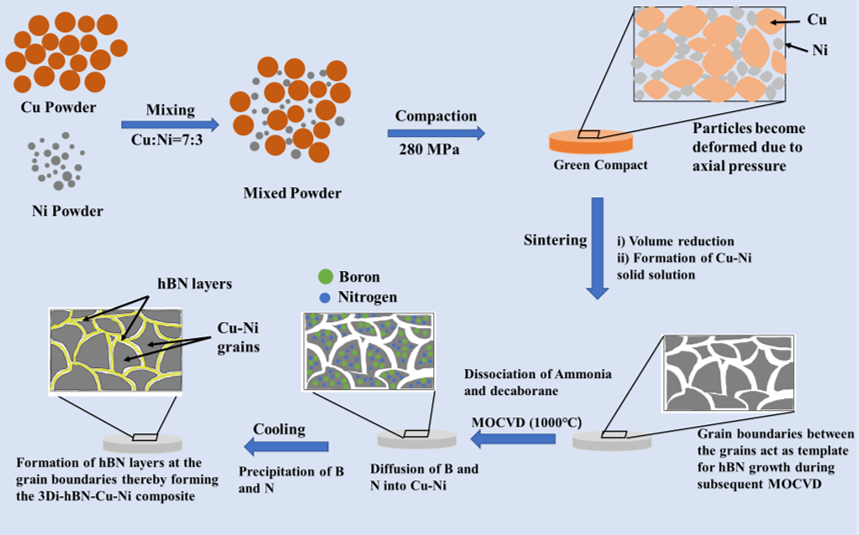 Cu Powder
Ni Powder
Mixing
Cu:Ni=7:3
Mixed Powder
Compaction
280 MPa
Green Compact
Cu
Ni
Particles become
deformed due to
axial pressure
Sintering
i) Volume reduction
ii) Formation of Cu-Ni
solid solution
Grain boundaries between
the grains act as template
for hBN growth during
subsequent MOCVD
Dissociation of Ammonia
and decaborane
MOCVD (1000℃)
Boron
Nitrogen
Diffusion of B and
N into Cu-Ni
Cooling
Precipitation of B
and N
hBN layers
Cu-Ni
grains
Formation of hBN layers at the
grain boundaries thereby forming
the 3Di-hBN-Cu-Ni composite